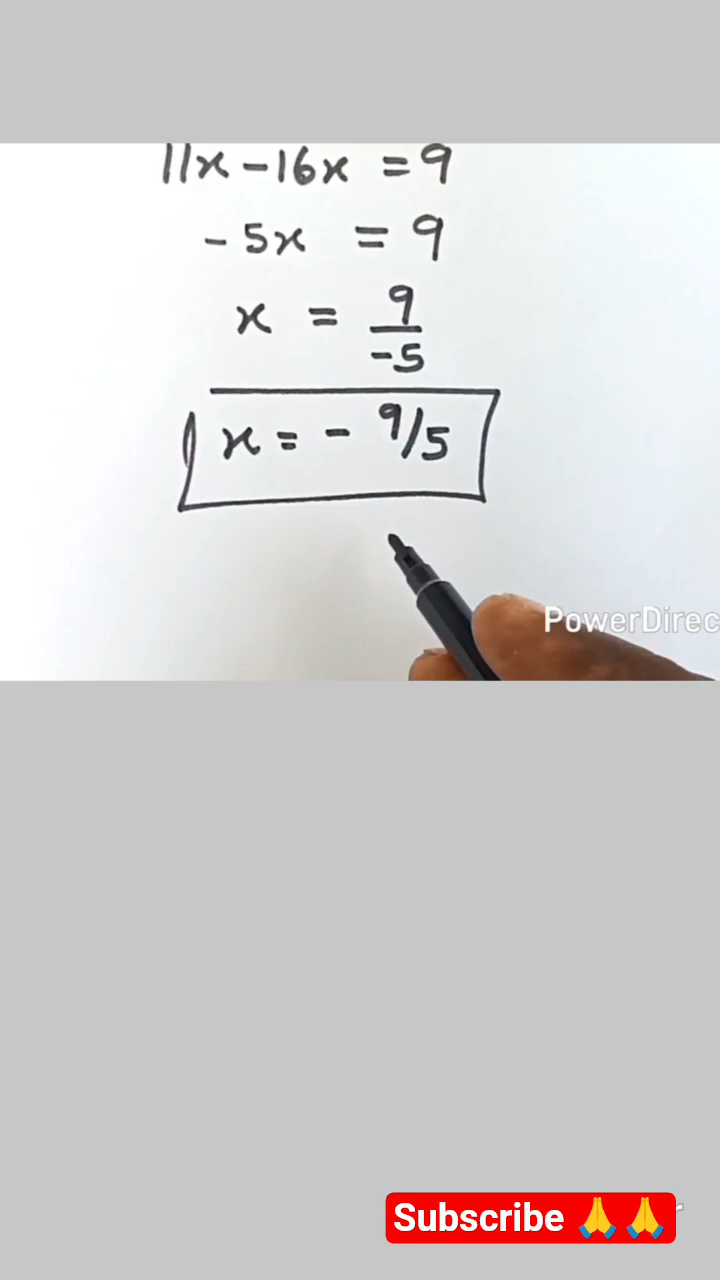 11x - 16x = 9
- 5x = 9
x = 9/-5
x = - 9/5
PowerDirec
Subscribe 🙏🙏